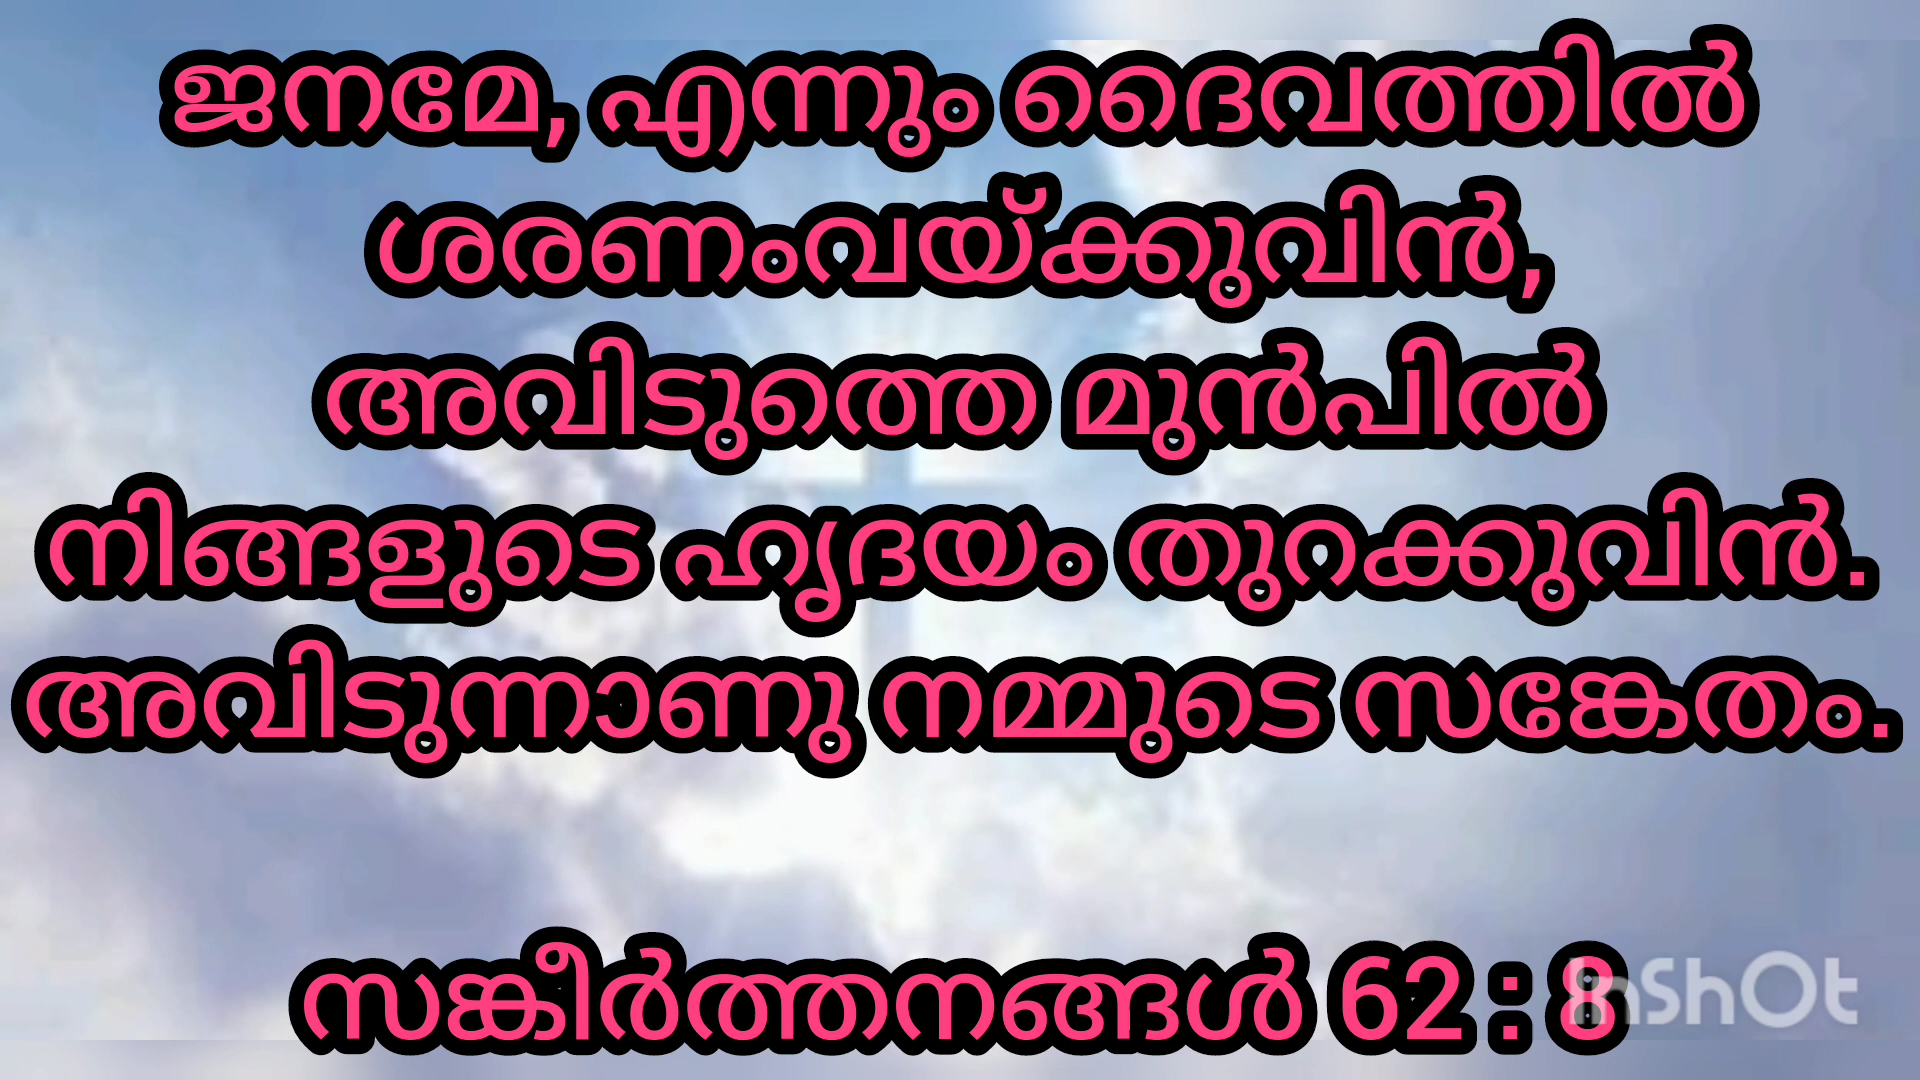 ജനമേ, എന്നും ദൈവത്തിൽ
ശരണംവയ്ക്കുവിൻ,
അവിടുത്തെ മുൻപിൽ
നിങ്ങളുടെ ഹൃദയം തുറക്കുവിൻ.
അവിടുന്നാണു നമ്മുടെ സങ്കേതം.
സങ്കീർത്തനങ്ങൾ 62 : 8
InShOt